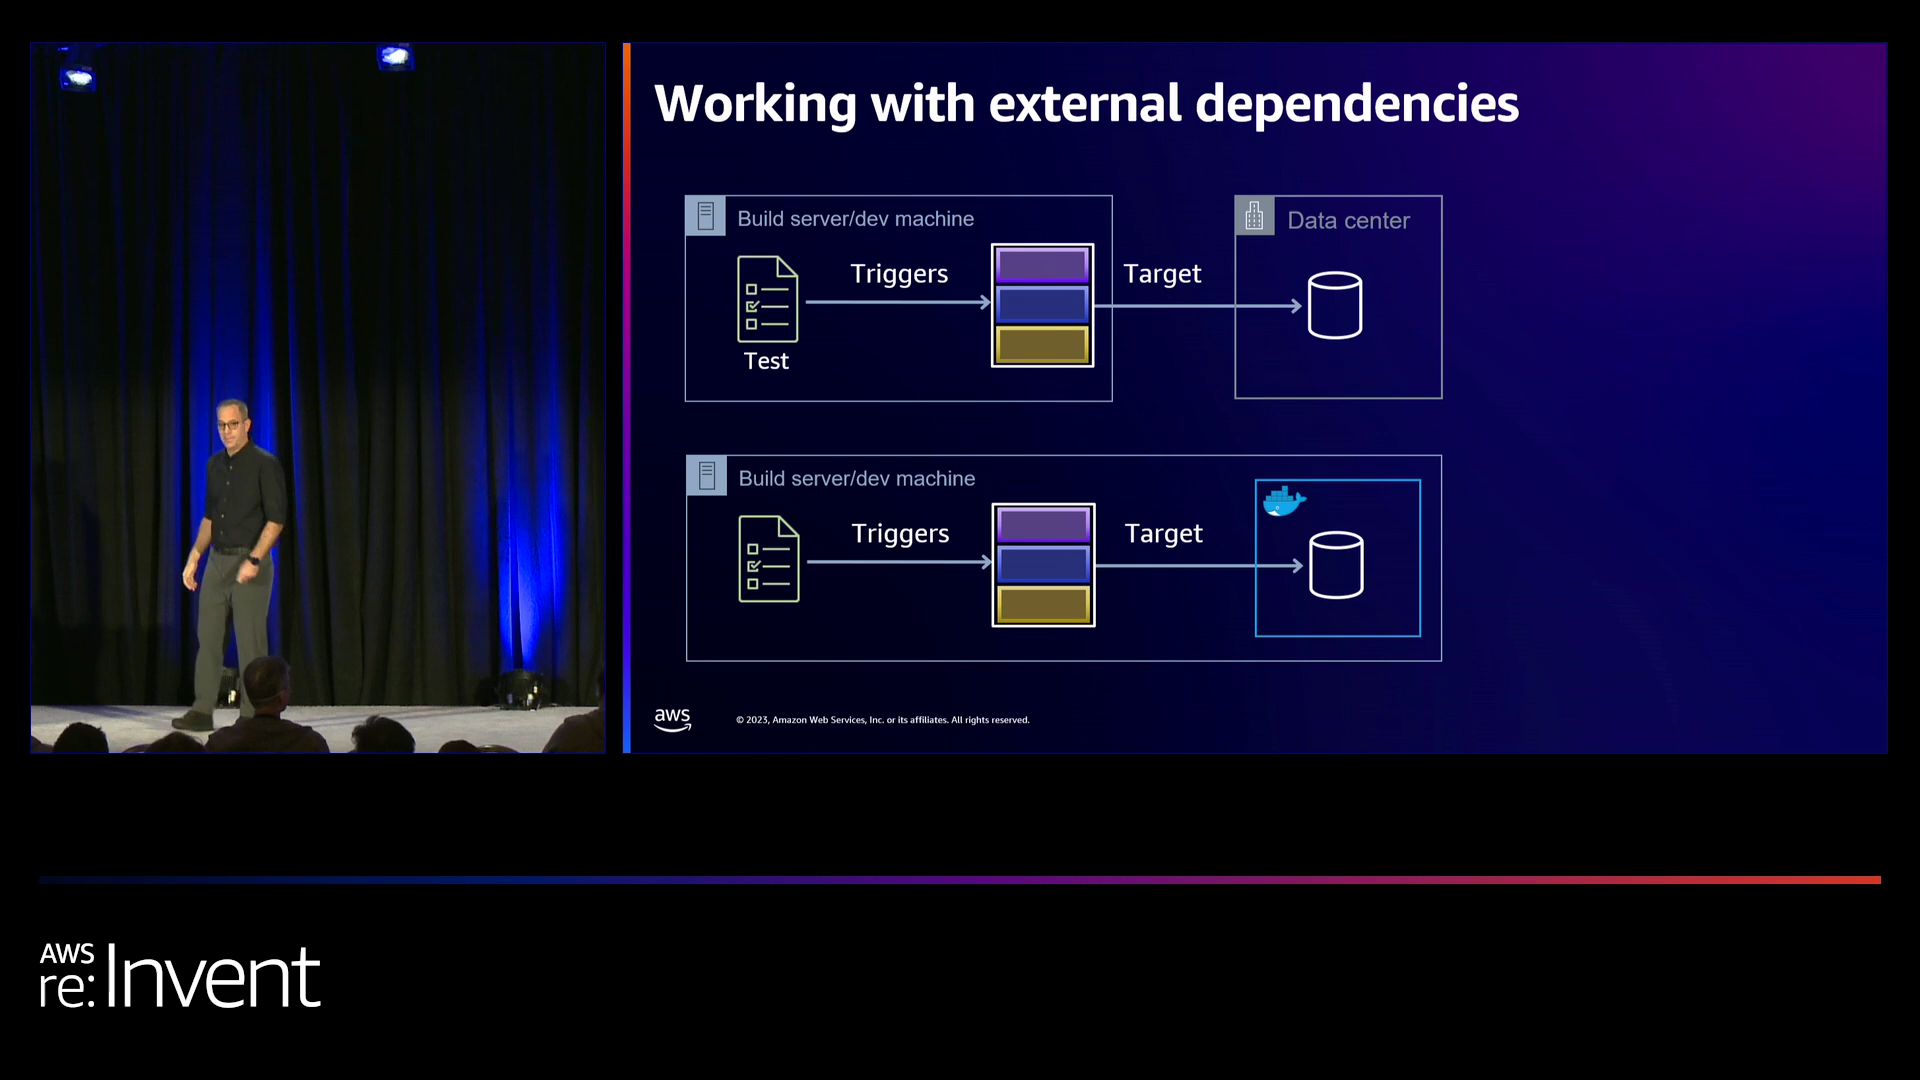 Working with external dependencies
Build server/dev machine
Data center
Triggers
Target
Test
Build server/dev machine
Triggers
Target
aws
© 2023, Amazon Web Services, Inc. or its affiliates. All rights reserved.
AWS
re:Invent